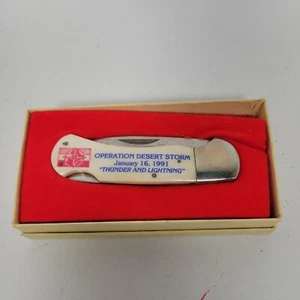 OPERATION DESERT STORM
January 16, 1991
"THUNDER AND LIGHTNING"